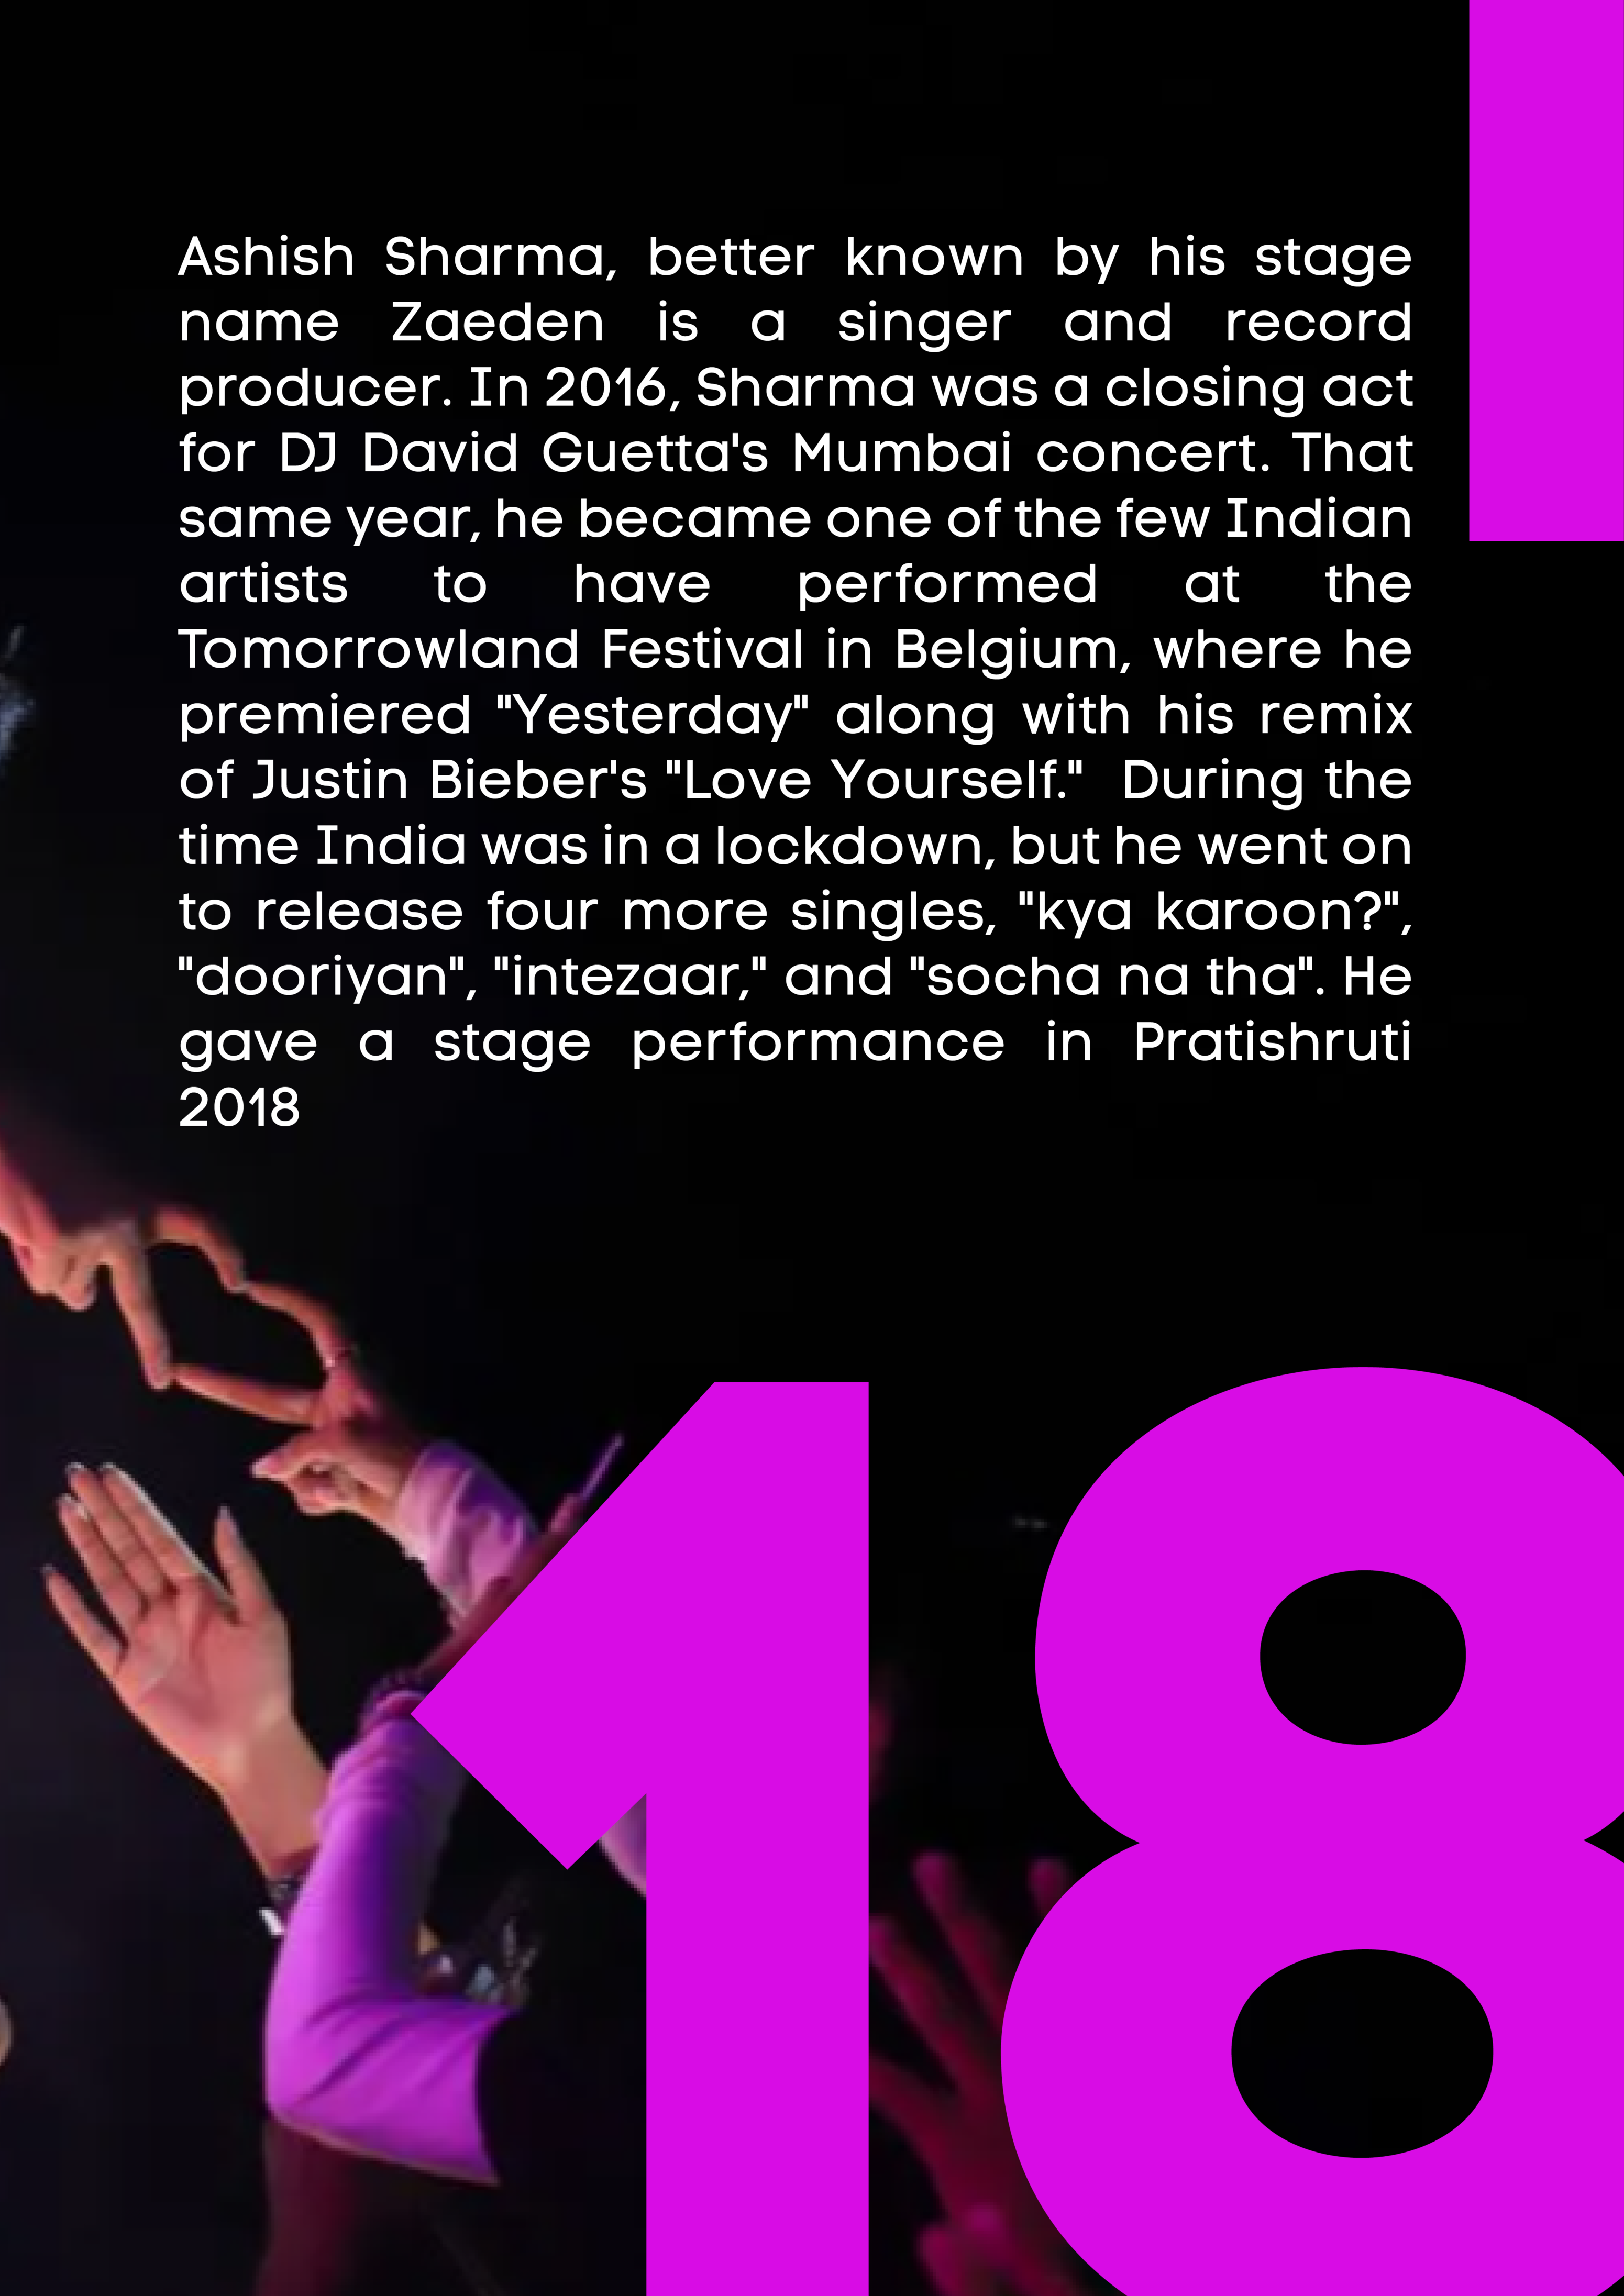 Ashish Sharma, better known by his stage
name Zaeden is a singer and record
producer. In 2016, Sharma was a closing act
for DJ David Guetta's Mumbai concert. That
same year, he became one of the few Indian
artists to have performed at the
Tomorrowland Festival in Belgium, where he
premiered "Yesterday" along with his remix
of Justin Bieber's "Love Yourself."  During the
time India was in a lockdown, but he went on
to release four more singles, "kya karoon?",
"dooriyan", "intezaar," and "socha na tha". He
gave a stage performance in Pratishruti
2018
18